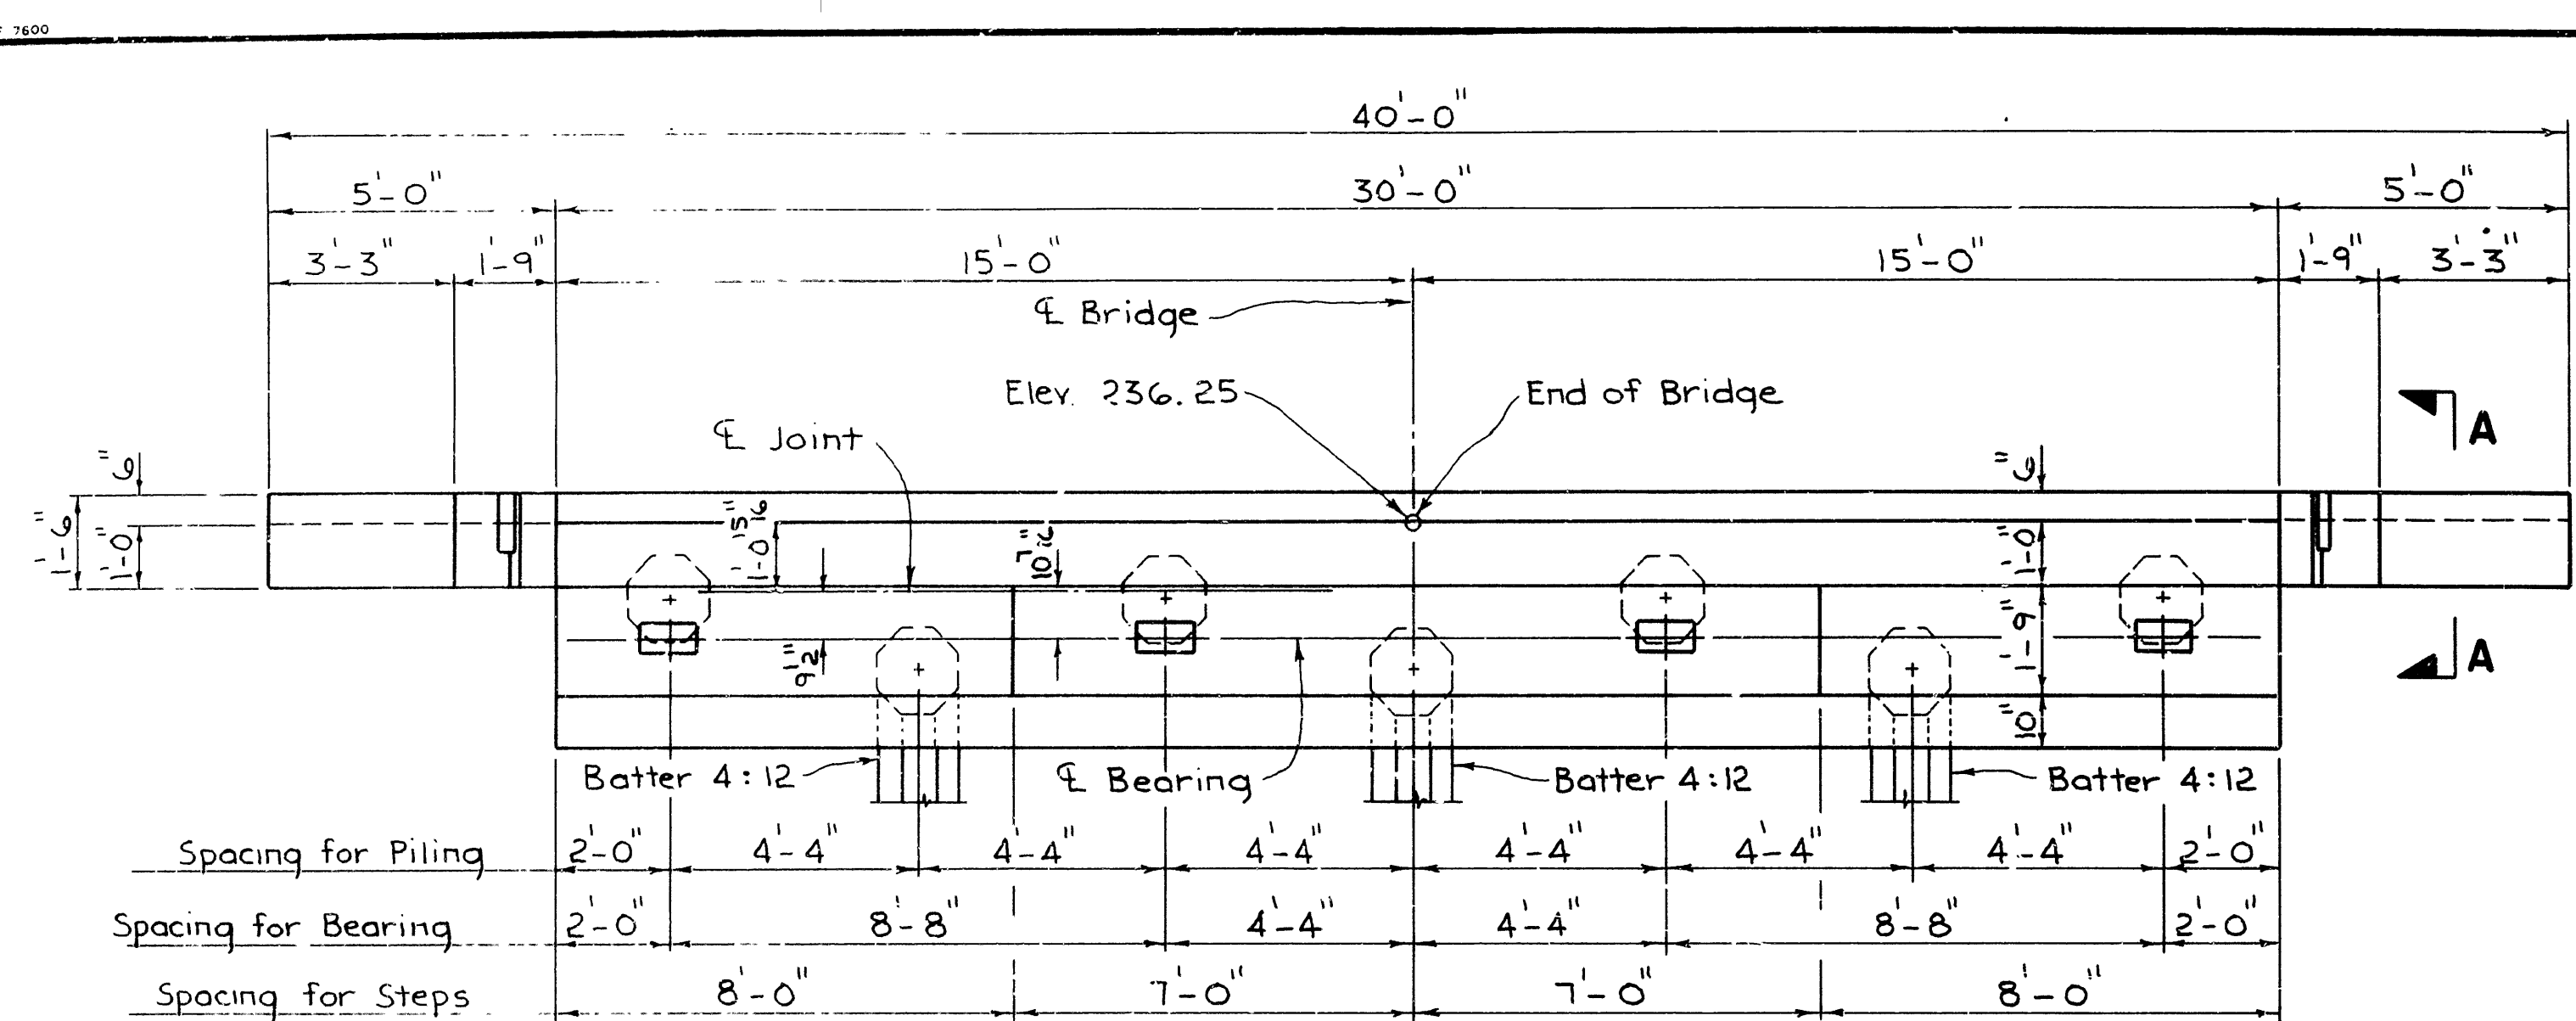 7600
40'-0"
5'-0" 30'-0" 5'-0"
3'-3" 1'-9" 15'-0" 15'-0" 1'-9" 3'-3"
℄ Bridge
Elev. 236.25 End of Bridge
℄ Joint
A
6" 6"
1'-6" 1'-0" 1'-0 15/16" 10 7/16" 1'-0"
9 1/2" 1'-9" A
10"
Batter 4:12 ℄ Bearing Batter 4:12 Batter 4:12
Spacing for Piling 2'-0" 4'-4" 4'-4" 4'-4" 4'-4" 4'-4" 4'-4" 2'-0"
Spacing for Bearing 2'-0" 8'-8" 4'-4" 4'-4" 8'-8" 2'-0"
Spacing for Steps 8'-0" 7'-0" 7'-0" 8'-0"